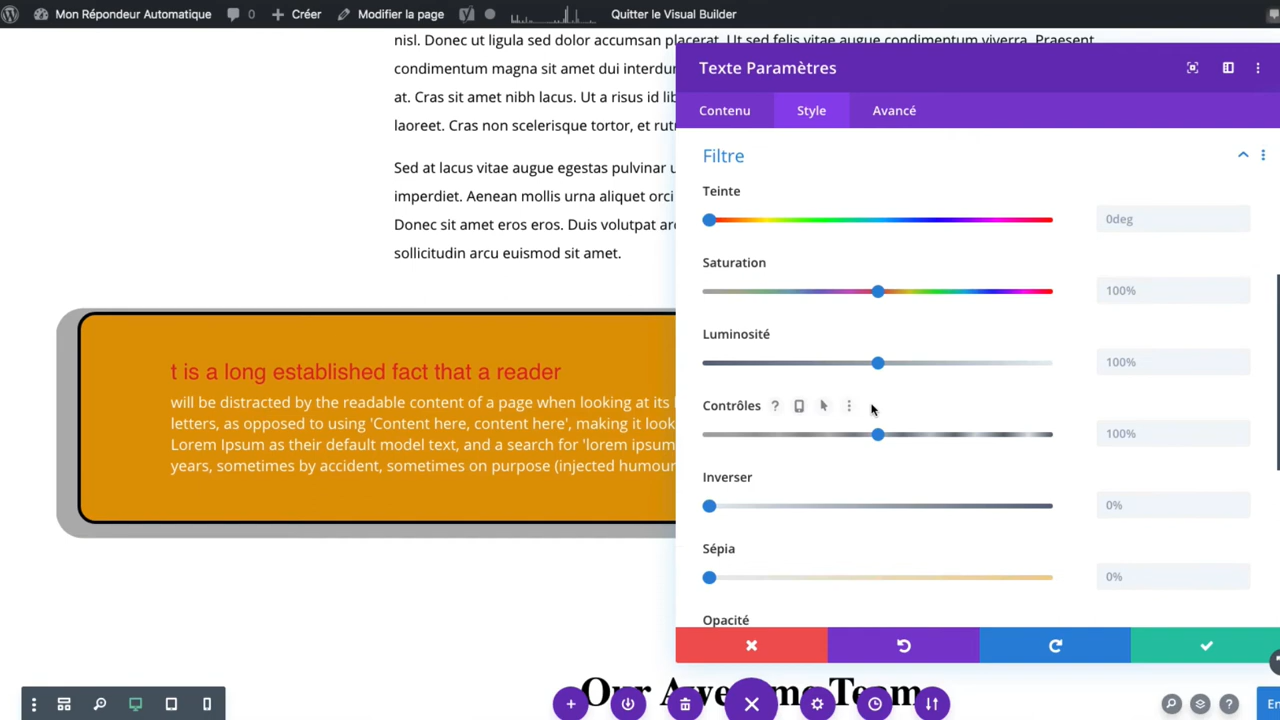 Mon Répondeur Automatique 0 Créer Modifier la page Quitter le Visual Builder
nisl. Donec ut ligula sed dolor accumsan placerat. Ut sed felis vitae augue condimentum viverra. Praesent
condimentum magna sit amet dui interdu
at. Cras sit amet nibh lacus. Ut a risus id lib
laoreet. Cras non scelerisque tortor, et rutr
Sed at lacus vitae augue egestas pulvinar u
imperdiet. Aenean mollis urna aliquet orci
Donec sit amet eros eros. Duis volutpat ar
sollicitudin arcu euismod sit amet.
t is a long established fact that a reader
will be distracted by the readable content of a page when looking at its l
letters, as opposed to using 'Content here, content here', making it look
Lorem Ipsum as their default model text, and a search for 'lorem ipsum
years, sometimes by accident, sometimes on purpose (injected humour
Texte Paramètres
Contenu Style Avancé
Filtre
Teinte
0deg
Saturation
100%
Luminosité
100%
Contrôles ?
100%
Inverser
0%
Sépia
0%
Opacité
Our Awesome Team
? En